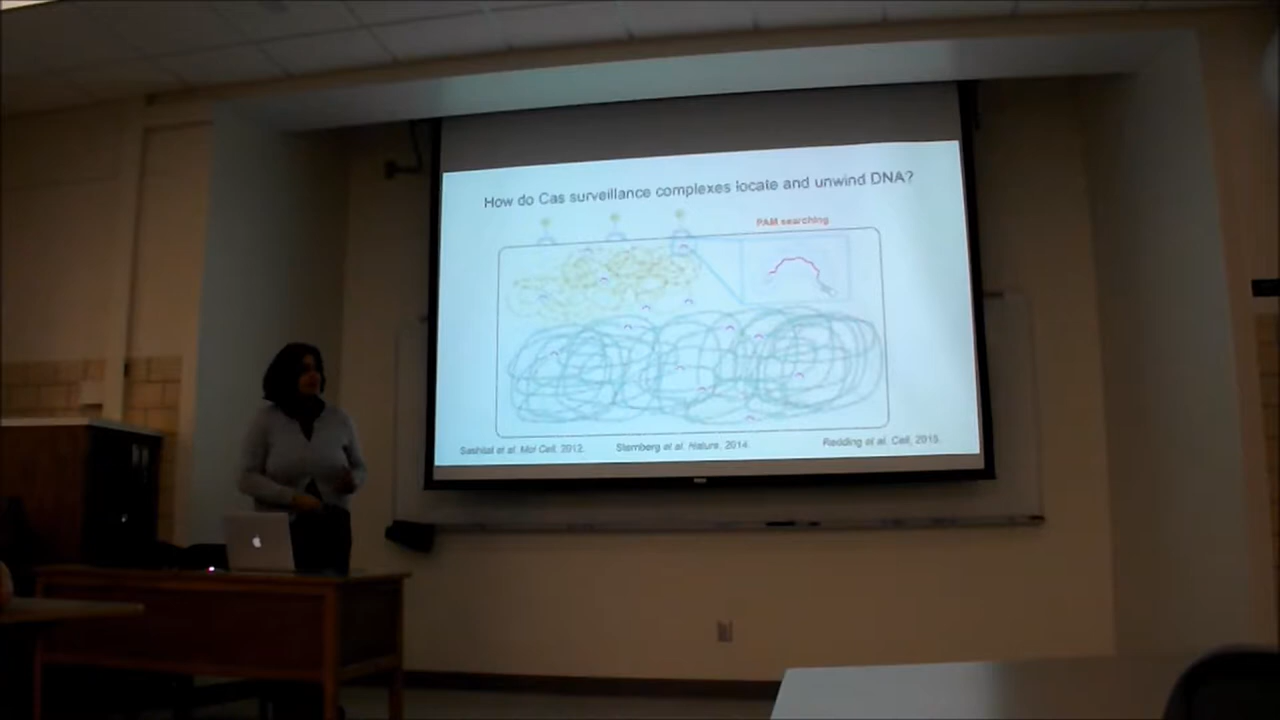 How do Cas surveillance complexes locate and unwind DNA?
PAM searching
Sashital et al. Mol Cell, 2012.
Sternberg et al. Nature, 2014.
Redding et al. Cell, 2015.